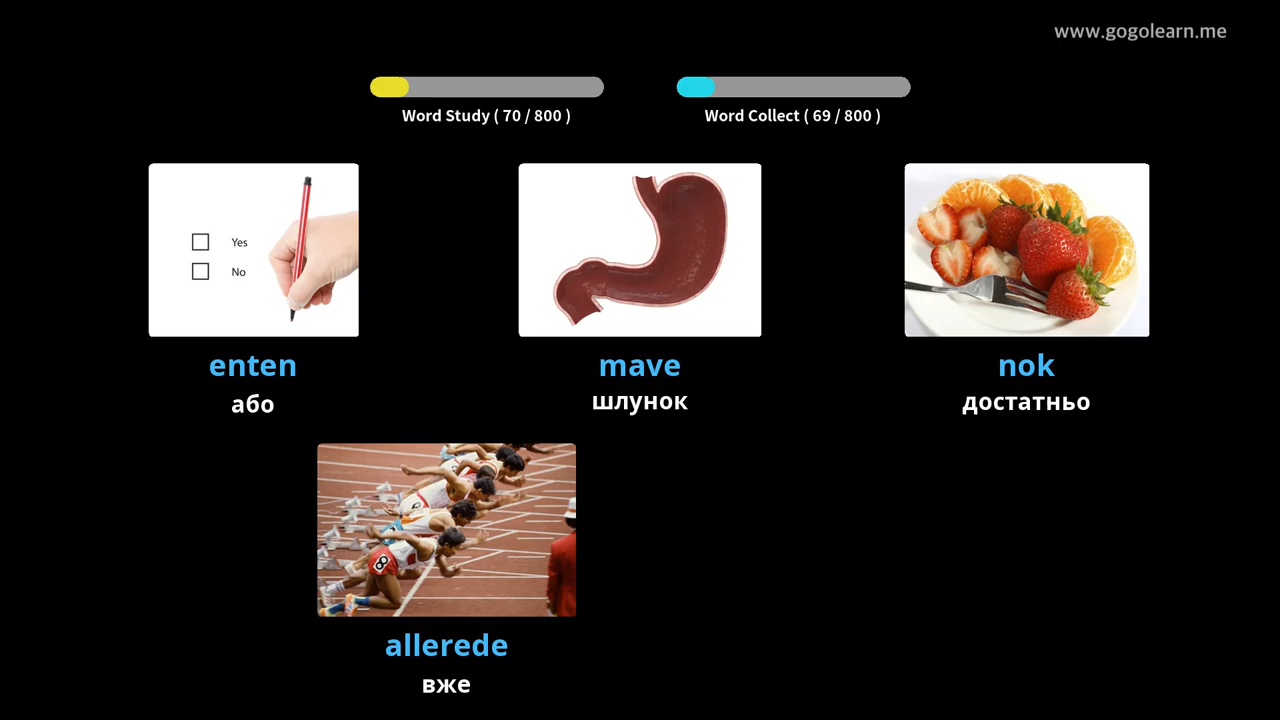 www.gogolearn.me
Word Study ( 70 / 800 )
Word Collect ( 69 / 800 )
Yes
No
enten
або
mave
шлунок
nok
достатньо
8
allerede
вже